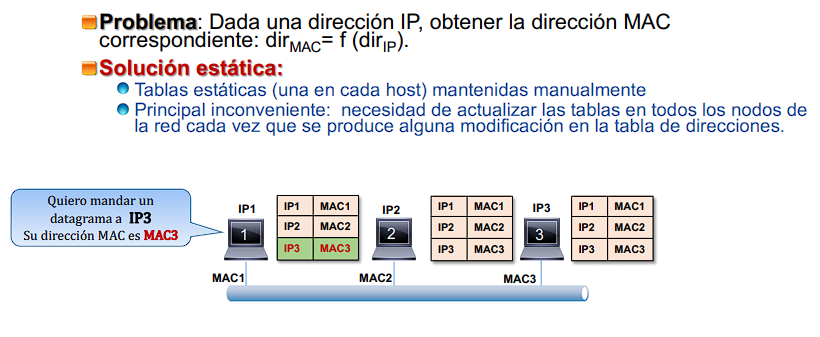 Problema: Dada una dirección IP, obtener la dirección MAC
correspondiente: dirMAC= f (dirIP).
Solución estática:
Tablas estáticas (una en cada host) mantenidas manualmente
Principal inconveniente: necesidad de actualizar las tablas en todos los nodos de
la red cada vez que se produce alguna modificación en la tabla de direcciones.
Quiero mandar un
datagrama a IP3
Su dirección MAC es MAC3
IP1
1
MAC1
IP1 MAC1
IP2 MAC2
IP3 MAC3
IP2
2
MAC2
IP1 MAC1
IP2 MAC2
IP3 MAC3
IP3
3
MAC3
IP1 MAC1
IP2 MAC2
IP3 MAC3